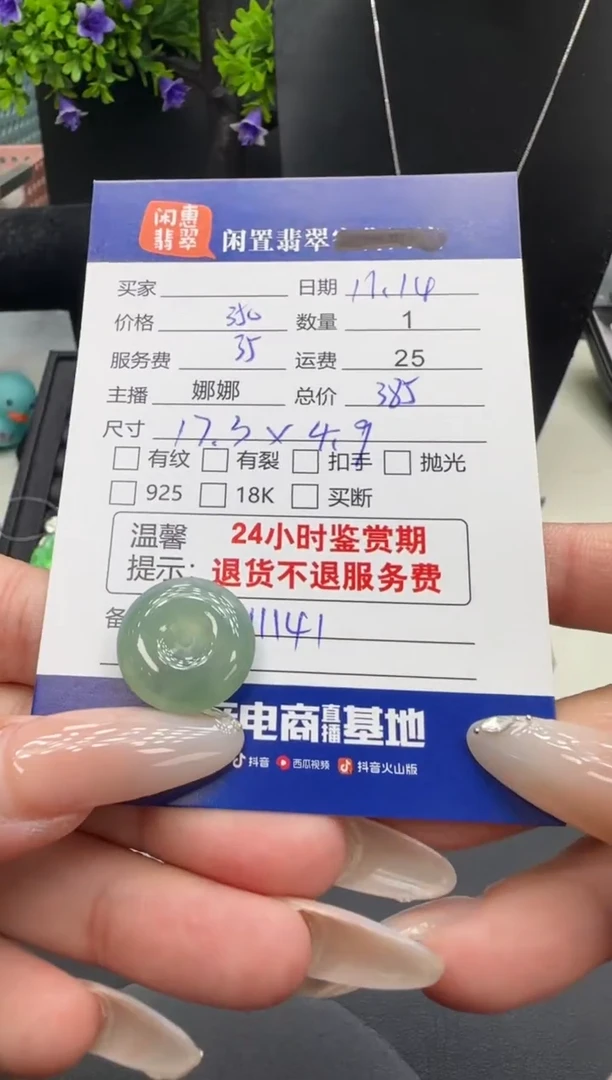 闲惠
翡翠
闲置翡翠
买家 日期 11.14
价格 350 数量 1
服务费 35 运费 25
主播 娜娜 总价 385
尺寸 17.5×4.9
有纹 有裂 扣手 抛光
925 18K 买断
温馨 24小时鉴赏期
提示: 退货不退服务费
备 11141
电商直播基地
抖音 西瓜视频 抖音火山版